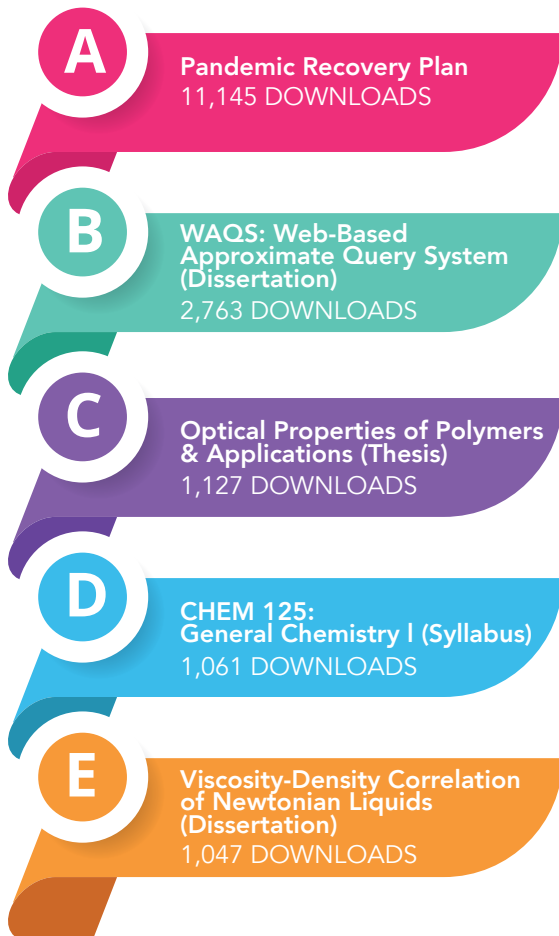 A
Pandemic Recovery Plan
11,145 DOWNLOADS
B
WAQS: Web-Based
Approximate Query System
(Dissertation)
2,763 DOWNLOADS
C
Optical Properties of Polymers
& Applications (Thesis)
1,127 DOWNLOADS
D
CHEM 125:
General Chemistry l (Syllabus)
1,061 DOWNLOADS
E
Viscosity-Density Correlation
of Newtonian Liquids
(Dissertation)
1,047 DOWNLOADS